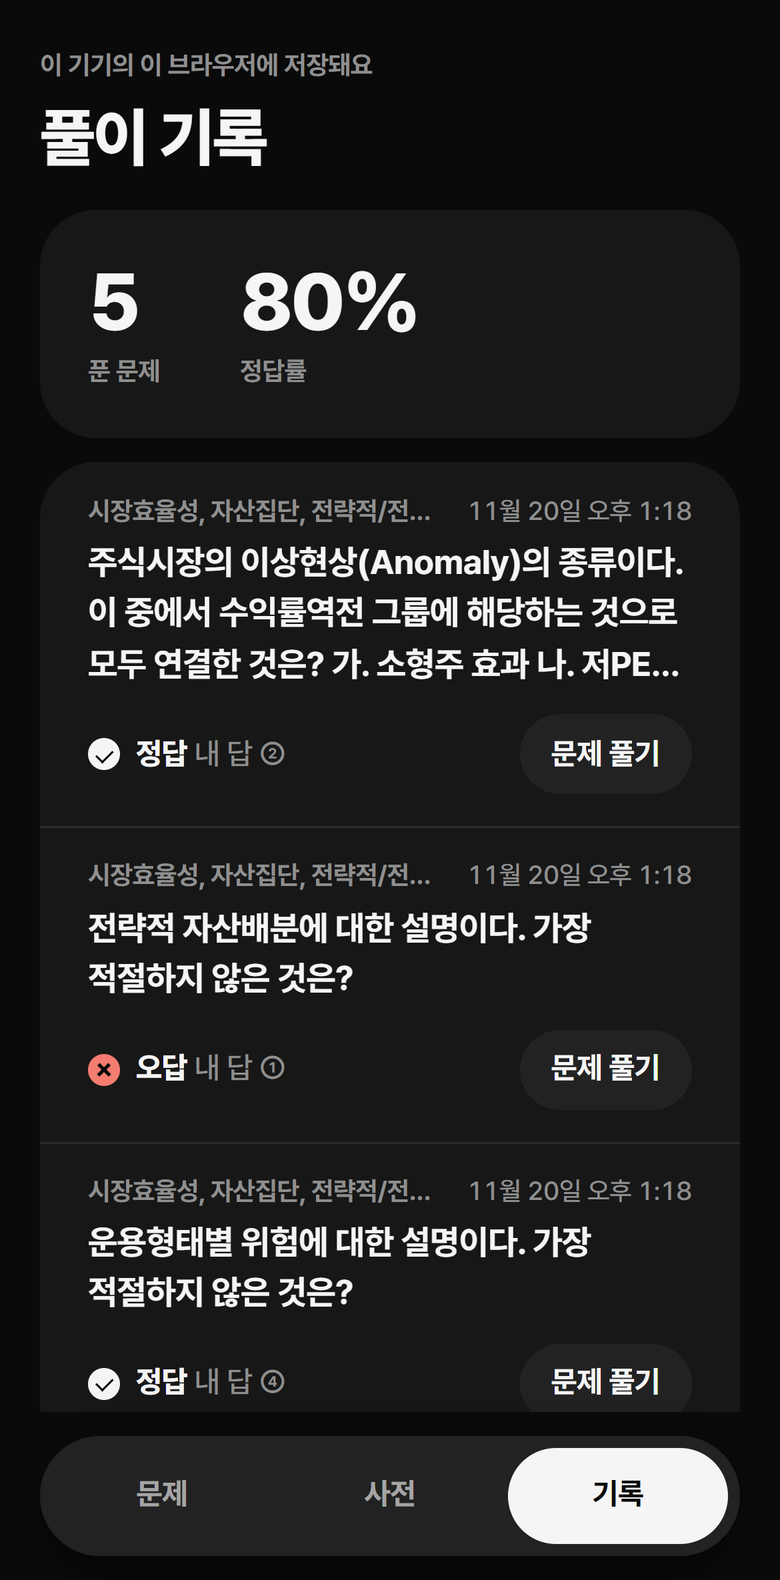 이 기기의 이 브라우저에 저장돼요
풀이 기록
5 80%
푼 문제 정답률
시장효율성, 자산집단, 전략적/전... 11월 20일 오후 1:18
주식시장의 이상현상(Anomaly)의 종류이다.
이 중에서 수익률역전 그룹에 해당하는 것으로
모두 연결한 것은? 가. 소형주 효과 나. 저PE...
정답 내 답 ② 문제 풀기
시장효율성, 자산집단, 전략적/전... 11월 20일 오후 1:18
전략적 자산배분에 대한 설명이다. 가장
적절하지 않은 것은?
오답 내 답 ① 문제 풀기
시장효율성, 자산집단, 전략적/전... 11월 20일 오후 1:18
운용형태별 위험에 대한 설명이다. 가장
적절하지 않은 것은?
정답 내 답 ④ 문제 풀기
문제 사전 기록